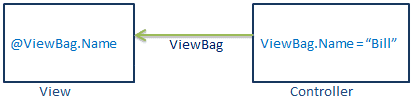 @ViewBag.Name
ViewBag
ViewBag.Name = “Bill”
View
Controller